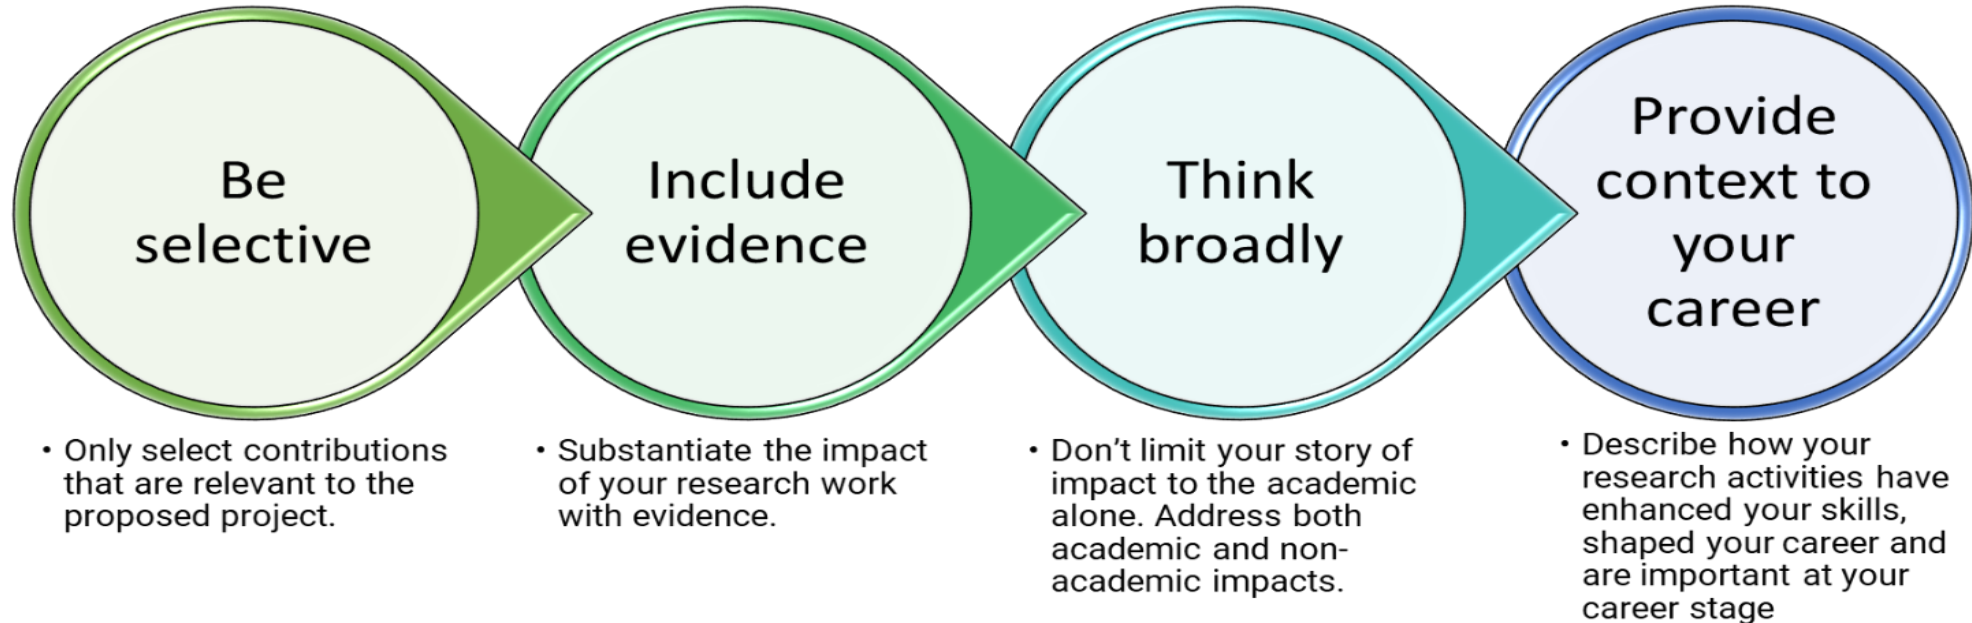 Be
selective
Include
evidence
Think
broadly
Provide
context to
your
career
• Only select contributions
that are relevant to the
proposed project.
• Substantiate the impact
of your research work
with evidence.
• Don't limit your story of
impact to the academic
alone. Address both
academic and non-
academic impacts.
• Describe how your
research activities have
enhanced your skills,
shaped your career and
are important at your
career stage